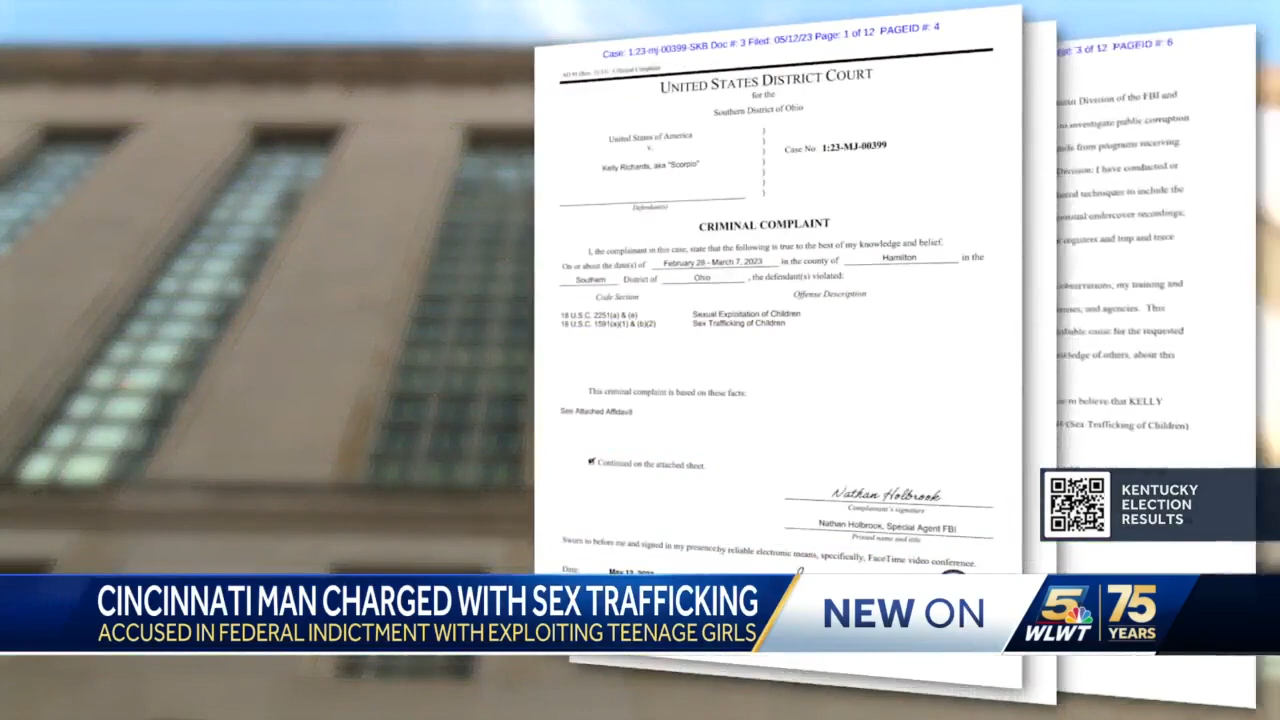 Case: 1:23-mj-00399-SKB Doc #: 3 Filed: 05/12/23 Page: 1 of 12 PAGEID #: 4
UNITED STATES DISTRICT COURT
for the
Southern District of Ohio
United States of America
v.
Kelly Richards, aka "Scorpio"
Defendant(s)
)
)
)
)
)
)
)
Case No. 1:23-MJ-00399
CRIMINAL COMPLAINT
I, the complainant in this case, state that the following is true to the best of my knowledge and belief.
On or about the date(s) of February 28 - March 7, 2023 in the county of Hamilton in the
Southern District of Ohio , the defendant(s) violated:
Code Section Offense Description
18 U.S.C. 2251(a) & (e) Sexual Exploitation of Children
18 U.S.C. 1591(a)(1) & (b)(2) Sex Trafficking of Children
This criminal complaint is based on these facts:
See Attached Affidavit
Continued on the attached sheet.
Nathan Holbrook
Complainant's signature
Nathan Holbrook, Special Agent FBI
Printed name and title
Sworn to before me and signed in my presence by reliable electronic means, specifically, FaceTime video conference.
Date:
3 of 12 PAGEID #: 6
Division of the FBI and
to investigate public corruption
from programs receiving
Division; I have conducted or
techniques to include the
undercover recordings;
registers and trap and trace
observations, my training and
and agencies. This
cause for the requested
of others, about this
to believe that KELLY
(Sex Trafficking of Children)
KENTUCKY
ELECTION
RESULTS
CINCINNATI MAN CHARGED WITH SEX TRAFFICKING
ACCUSED IN FEDERAL INDICTMENT WITH EXPLOITING TEENAGE GIRLS
NEW ON
5
WLWT
75
YEARS